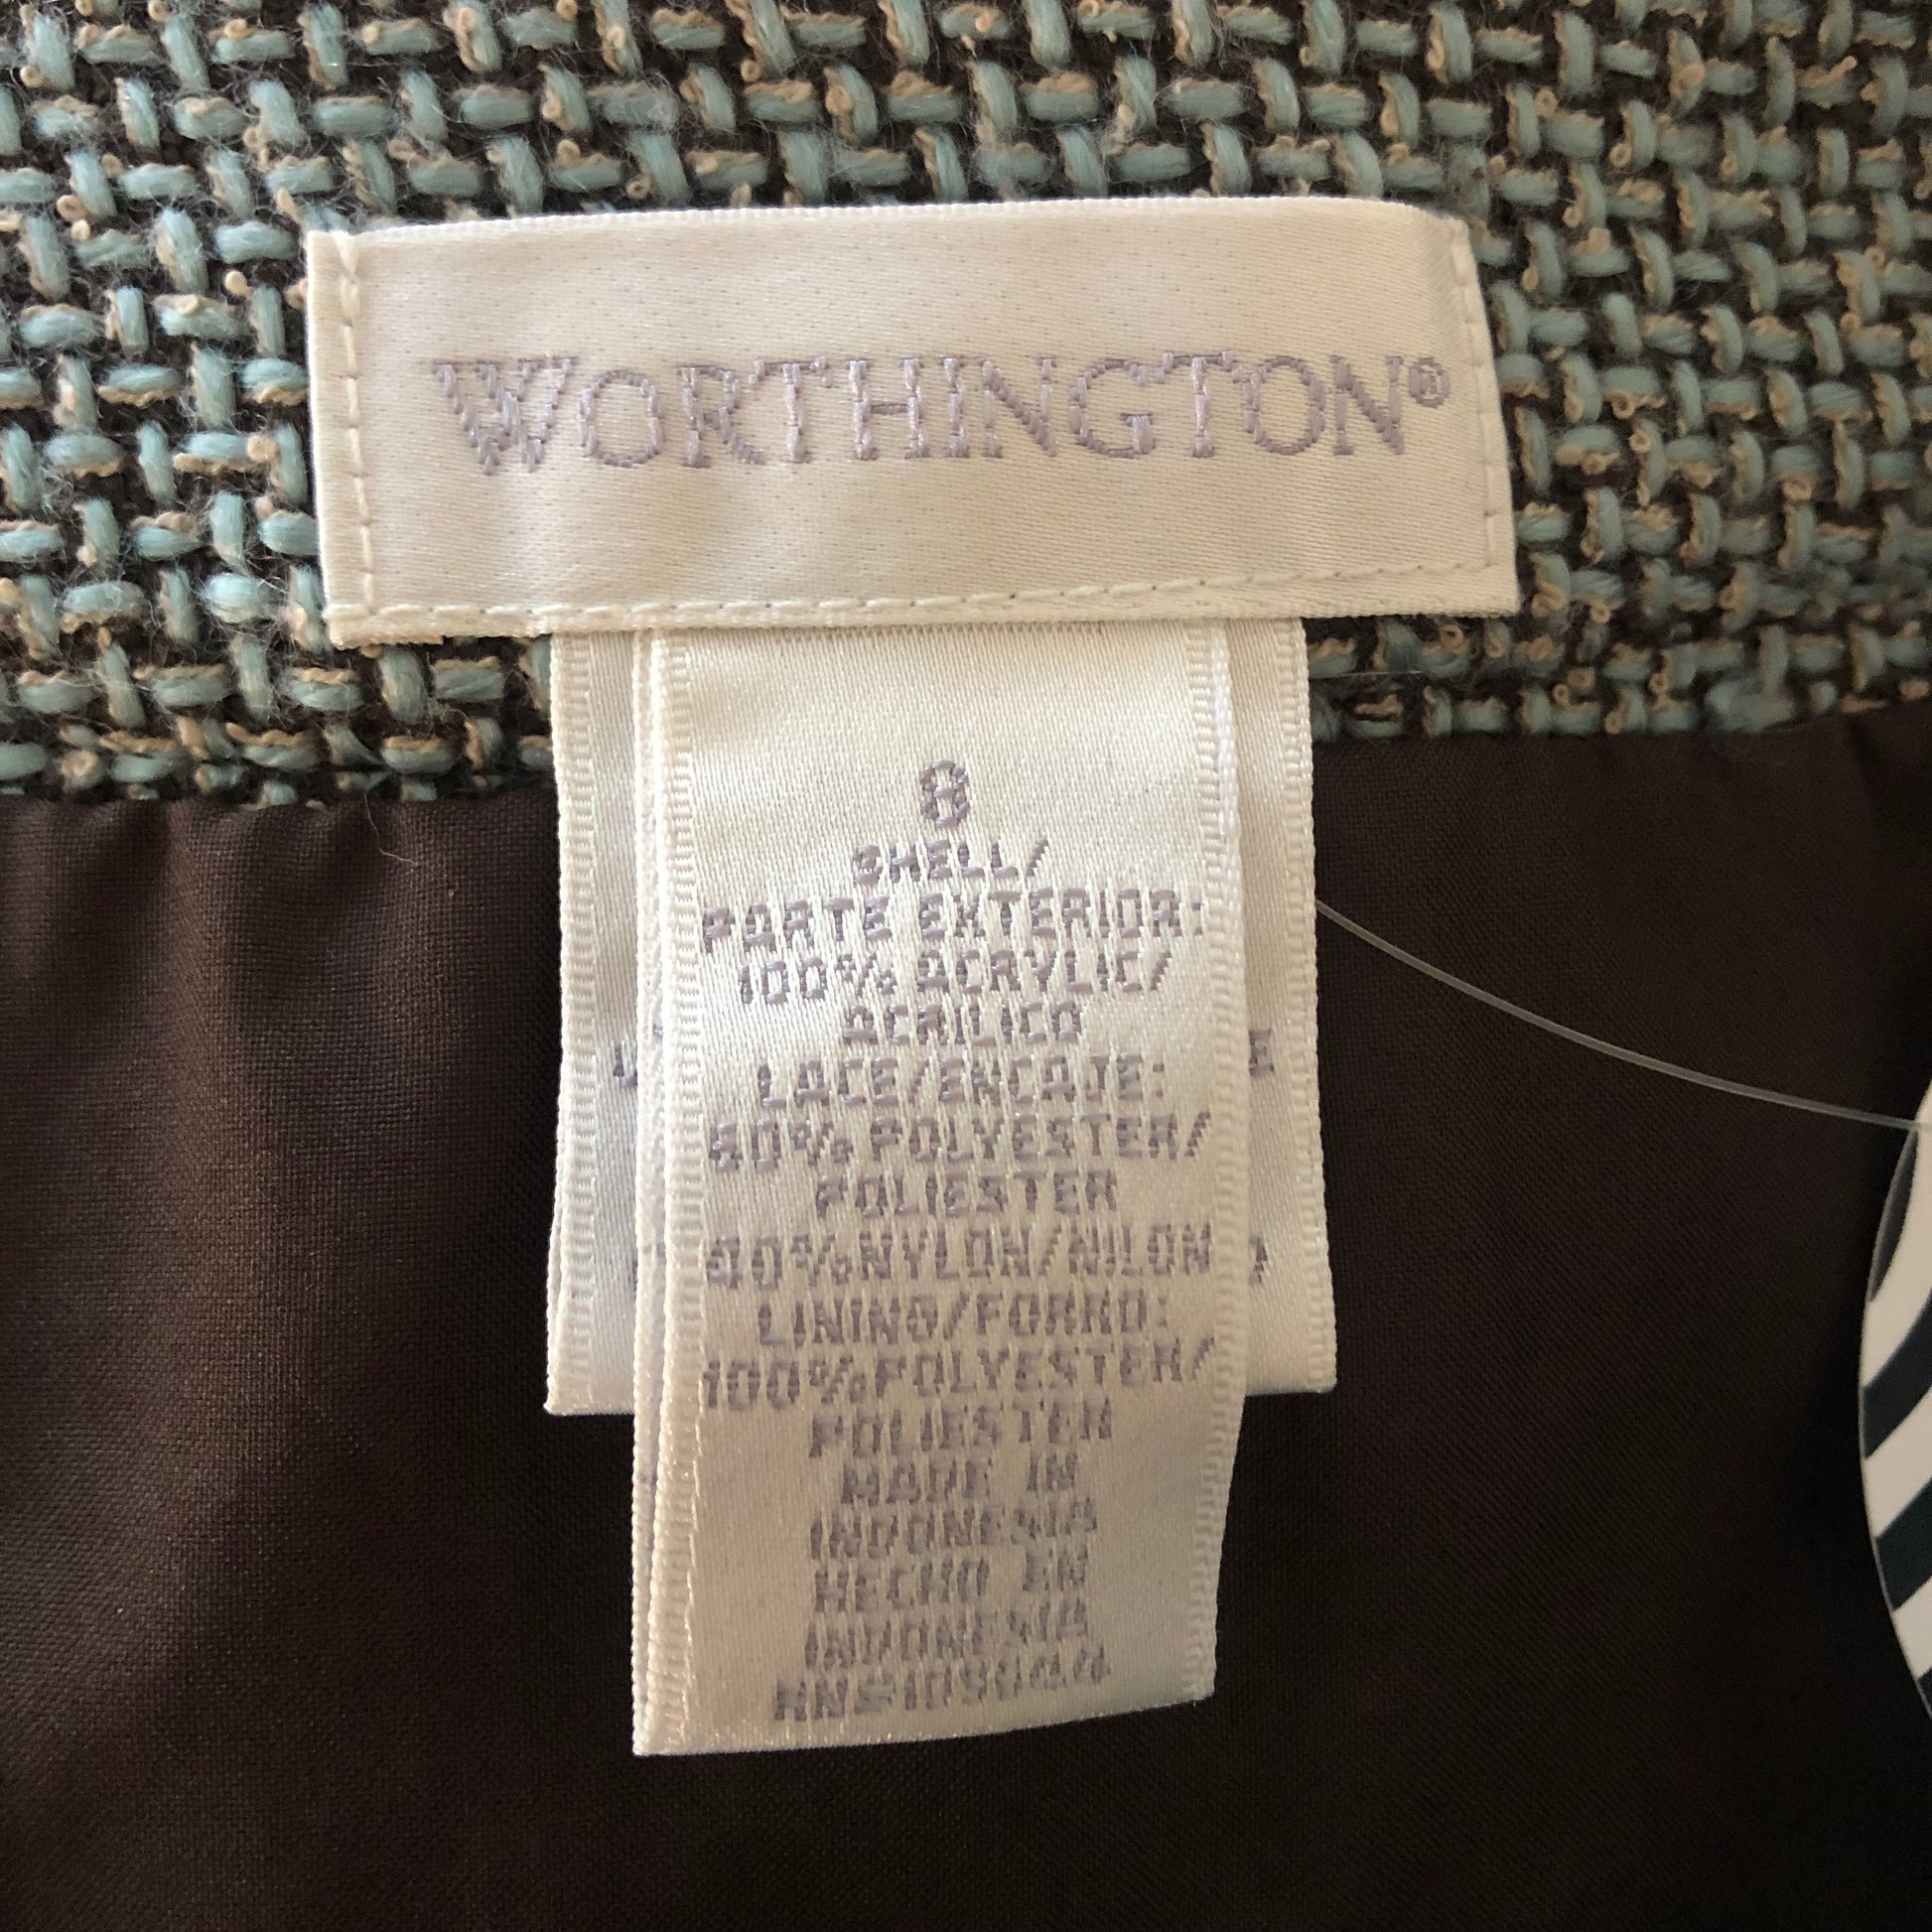 WORTHINGTON®
8
SHELL/
PARTE EXTERIOR:
100% ACRYLIC/
ACRILICO
LACE/ENCAJE:
60% POLYESTER/
POLIESTER
40% NYLON/NILON
LINING/FORRO:
100% POLYESTER/
POLIESTER
MADE IN
INDONESIA
HECHO EN
INDONESIA